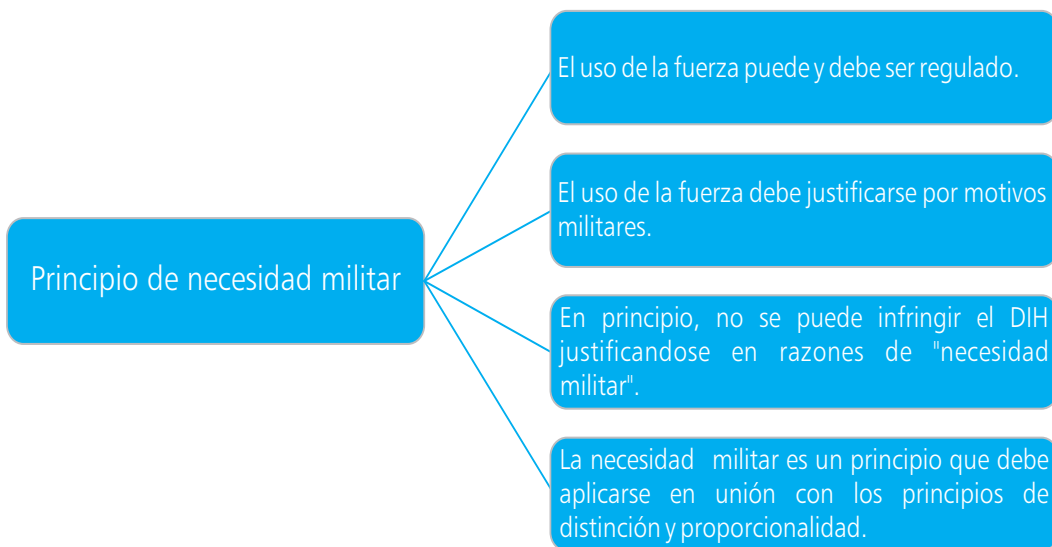 El uso de la fuerza puede y debe ser regulado.
El uso de la fuerza debe justificarse por motivos
militares.
Principio de necesidad militar
En principio, no se puede infringir el DIH
justificandose en razones de "necesidad
militar".
La necesidad militar es un principio que debe
aplicarse en unión con los principios de
distinción y proporcionalidad.